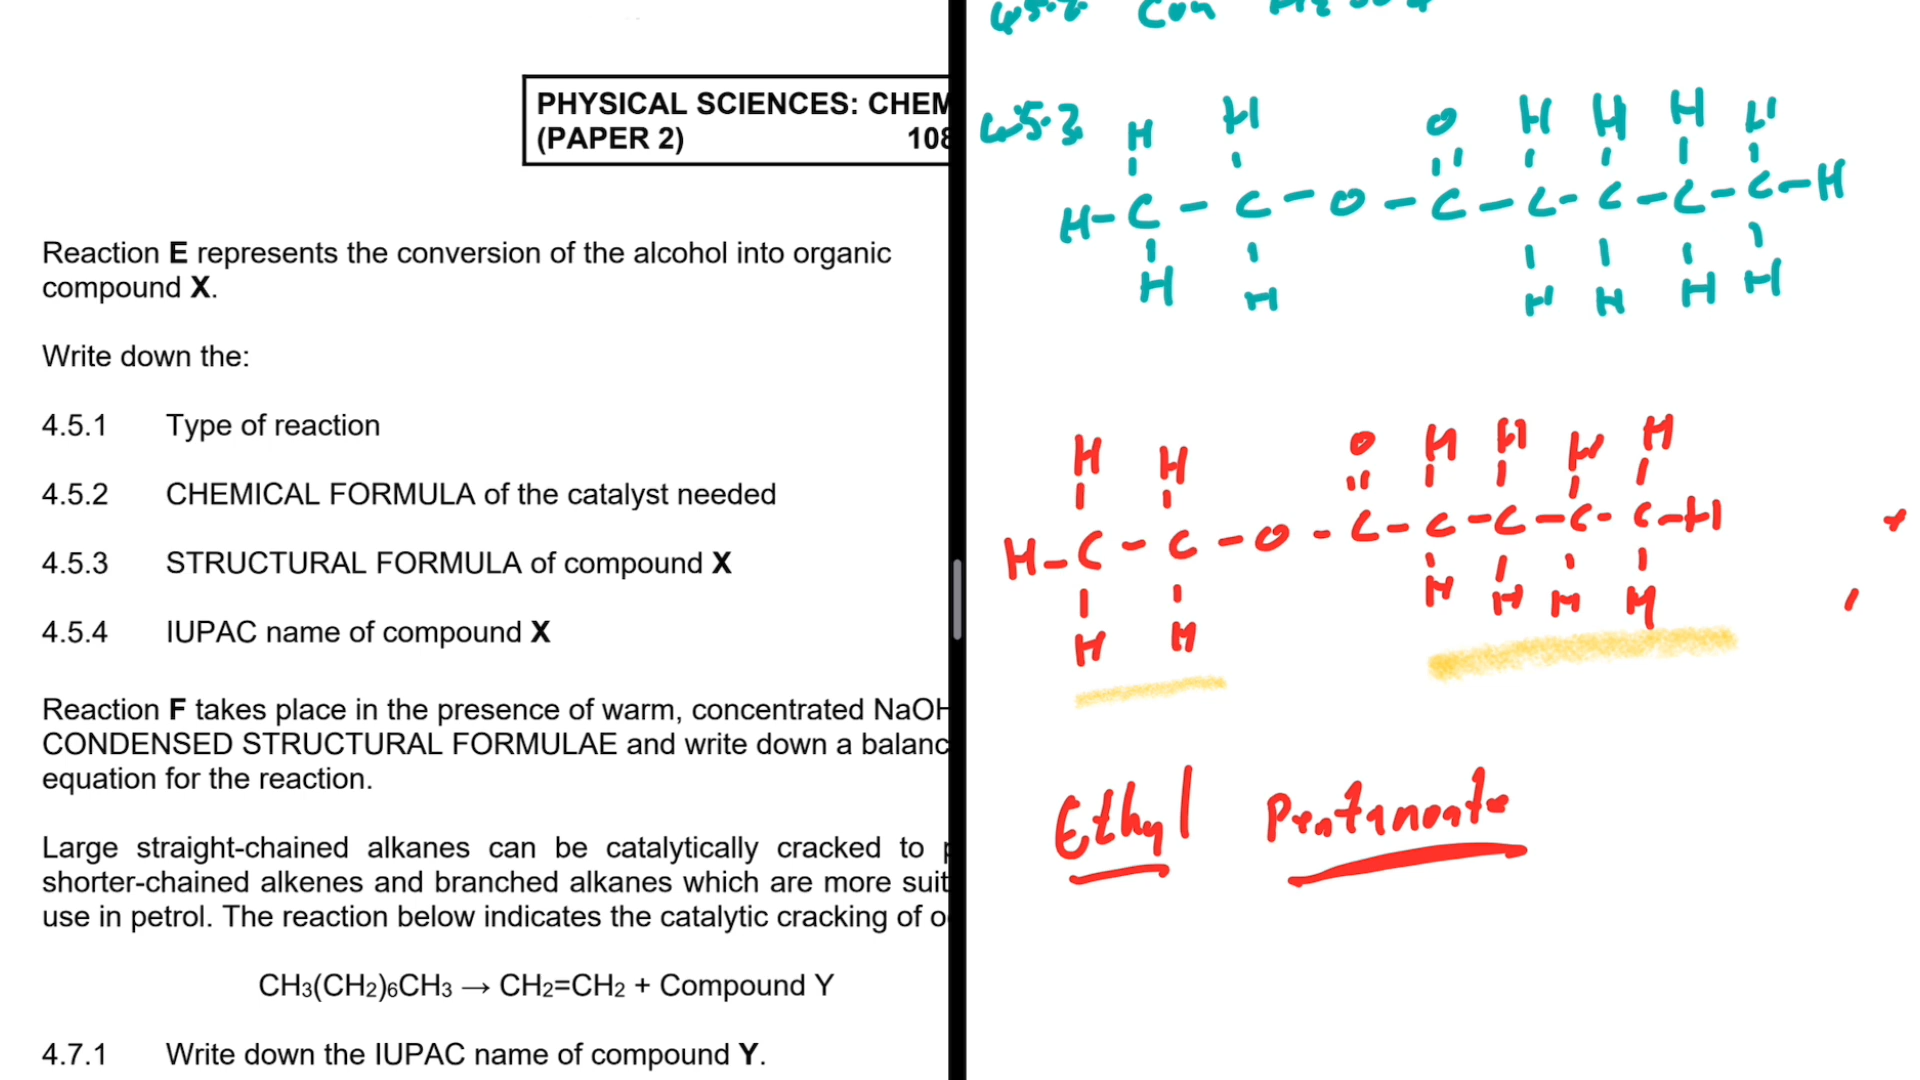 PHYSICAL SCIENCES: CHEM
(PAPER 2) 108
Reaction E represents the conversion of the alcohol into organic
compound X.
Write down the:
4.5.1 Type of reaction
4.5.2 CHEMICAL FORMULA of the catalyst needed
4.5.3 STRUCTURAL FORMULA of compound X
4.5.4 IUPAC name of compound X
Reaction F takes place in the presence of warm, concentrated NaOH
CONDENSED STRUCTURAL FORMULAE and write down a balanc
equation for the reaction.
Large straight-chained alkanes can be catalytically cracked to
shorter-chained alkenes and branched alkanes which are more suit
use in petrol. The reaction below indicates the catalytic cracking of o
CH3(CH2)6CH3 → CH2=CH2 + Compound Y
4.7.1 Write down the IUPAC name of compound Y.
4.5.2 Con
4.5.3
H H O H H H H
H-C-C-O-C-C-C-C-C-H
H H H H H H
H H O H H H H
H-C-C-O-C-C-C-C-C-H +
H H H H H H
Ethyl Pentanoate